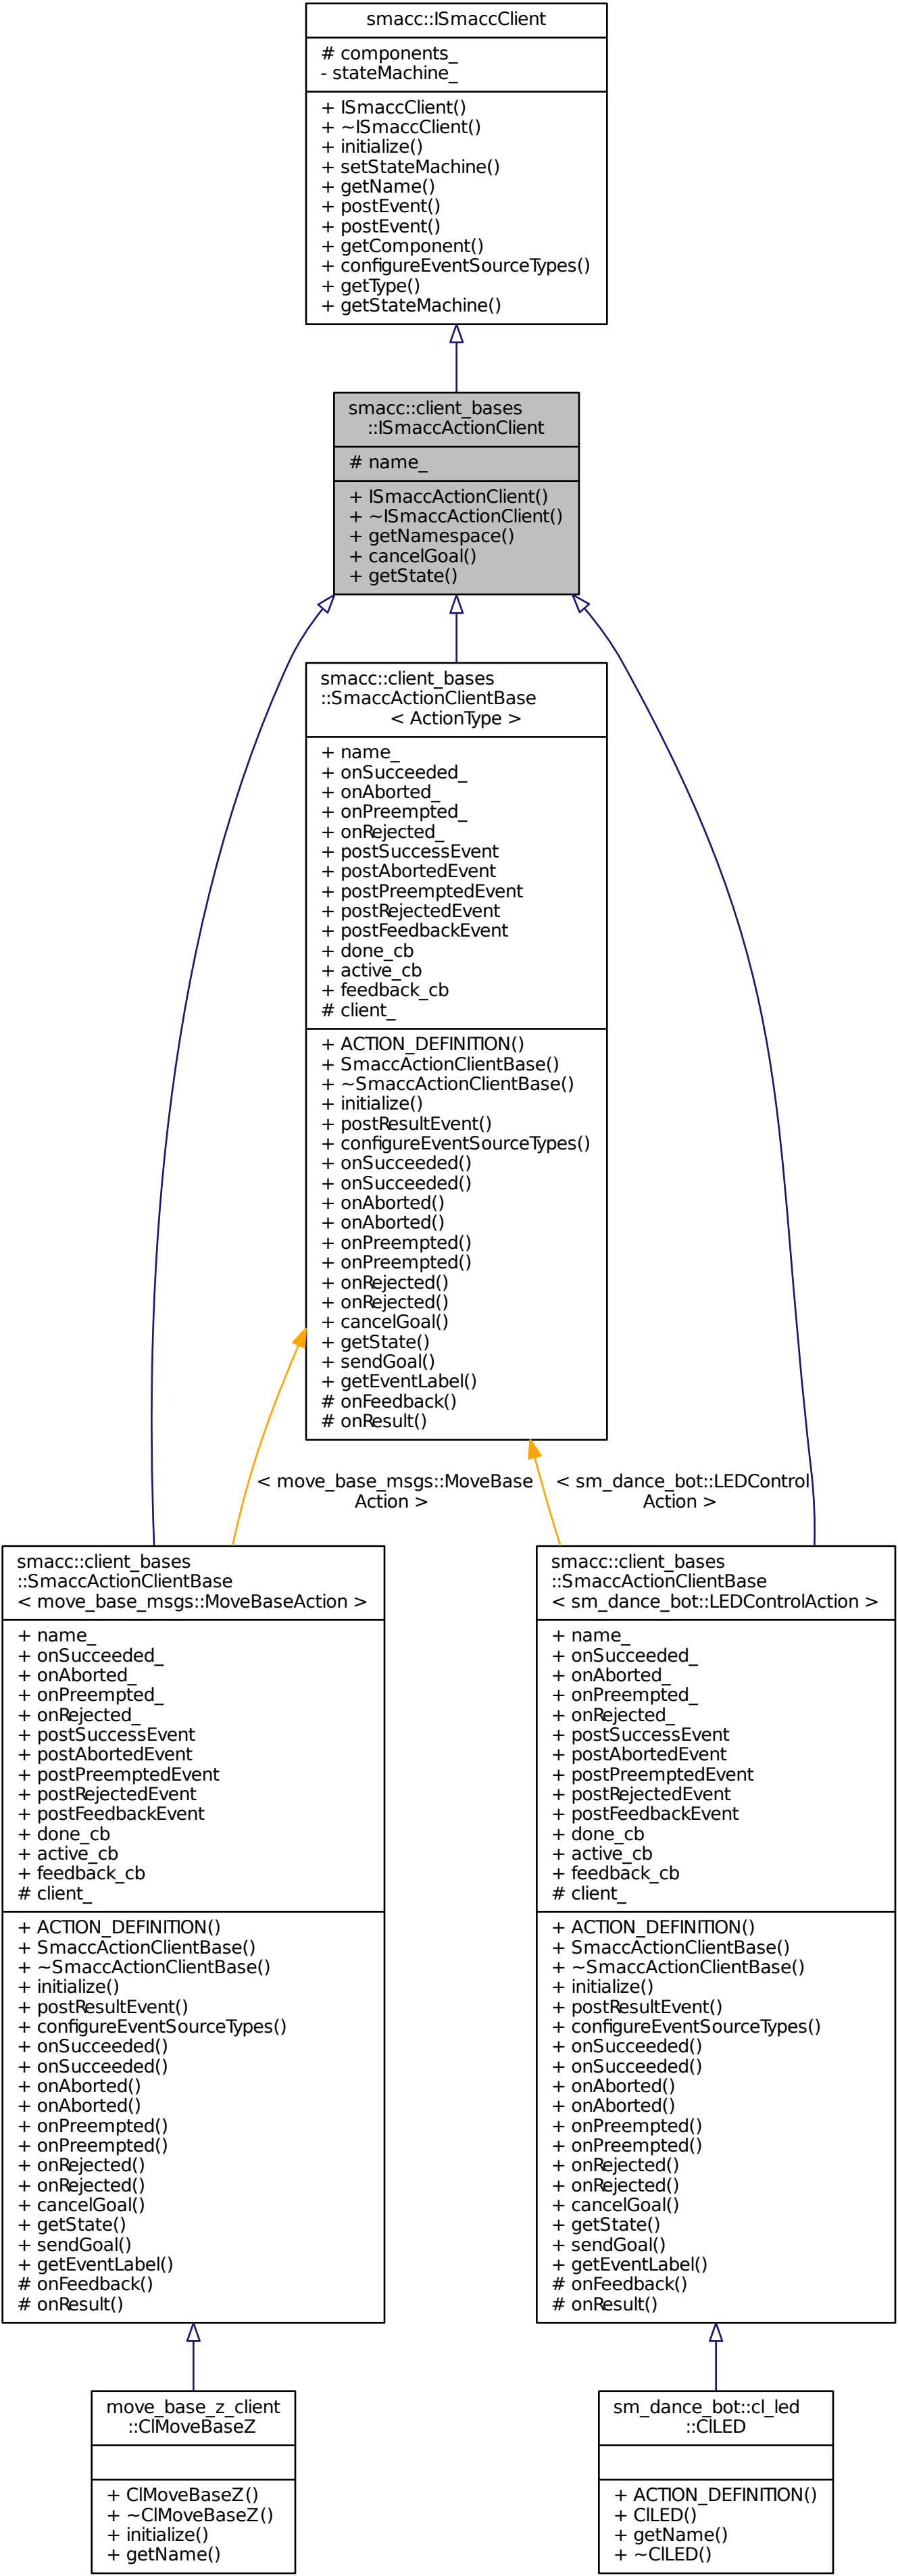 smacc::ISmaccClient
# components_
- stateMachine_
+ ISmaccClient()
+ ~ISmaccClient()
+ initialize()
+ setStateMachine()
+ getName()
+ postEvent()
+ postEvent()
+ getComponent()
+ configureEventSourceTypes()
+ getType()
+ getStateMachine()
smacc::client_bases
::ISmaccActionClient
# name_
+ ISmaccActionClient()
+ ~ISmaccActionClient()
+ getNamespace()
+ cancelGoal()
+ getState()
smacc::client_bases
::SmaccActionClientBase
< ActionType >
+ name_
+ onSucceeded_
+ onAborted_
+ onPreempted_
+ onRejected_
+ postSuccessEvent
+ postAbortedEvent
+ postPreemptedEvent
+ postRejectedEvent
+ postFeedbackEvent
+ done_cb
+ active_cb
+ feedback_cb
# client_
+ ACTION_DEFINITION()
+ SmaccActionClientBase()
+ ~SmaccActionClientBase()
+ initialize()
+ postResultEvent()
+ configureEventSourceTypes()
+ onSucceeded()
+ onSucceeded()
+ onAborted()
+ onAborted()
+ onPreempted()
+ onPreempted()
+ onRejected()
+ onRejected()
+ cancelGoal()
+ getState()
+ sendGoal()
+ getEventLabel()
# onFeedback()
# onResult()
< move_base_msgs::MoveBase
Action >
< sm_dance_bot::LEDControl
Action >
smacc::client_bases
::SmaccActionClientBase
< move_base_msgs::MoveBaseAction >
+ name_
+ onSucceeded_
+ onAborted_
+ onPreempted_
+ onRejected_
+ postSuccessEvent
+ postAbortedEvent
+ postPreemptedEvent
+ postRejectedEvent
+ postFeedbackEvent
+ done_cb
+ active_cb
+ feedback_cb
# client_
+ ACTION_DEFINITION()
+ SmaccActionClientBase()
+ ~SmaccActionClientBase()
+ initialize()
+ postResultEvent()
+ configureEventSourceTypes()
+ onSucceeded()
+ onSucceeded()
+ onAborted()
+ onAborted()
+ onPreempted()
+ onPreempted()
+ onRejected()
+ onRejected()
+ cancelGoal()
+ getState()
+ sendGoal()
+ getEventLabel()
# onFeedback()
# onResult()
smacc::client_bases
::SmaccActionClientBase
< sm_dance_bot::LEDControlAction >
+ name_
+ onSucceeded_
+ onAborted_
+ onPreempted_
+ onRejected_
+ postSuccessEvent
+ postAbortedEvent
+ postPreemptedEvent
+ postRejectedEvent
+ postFeedbackEvent
+ done_cb
+ active_cb
+ feedback_cb
# client_
+ ACTION_DEFINITION()
+ SmaccActionClientBase()
+ ~SmaccActionClientBase()
+ initialize()
+ postResultEvent()
+ configureEventSourceTypes()
+ onSucceeded()
+ onSucceeded()
+ onAborted()
+ onAborted()
+ onPreempted()
+ onPreempted()
+ onRejected()
+ onRejected()
+ cancelGoal()
+ getState()
+ sendGoal()
+ getEventLabel()
# onFeedback()
# onResult()
move_base_z_client
::ClMoveBaseZ
+ ClMoveBaseZ()
+ ~ClMoveBaseZ()
+ initialize()
+ getName()
sm_dance_bot::cl_led
::ClLED
+ ACTION_DEFINITION()
+ ClLED()
+ getName()
+ ~ClLED()